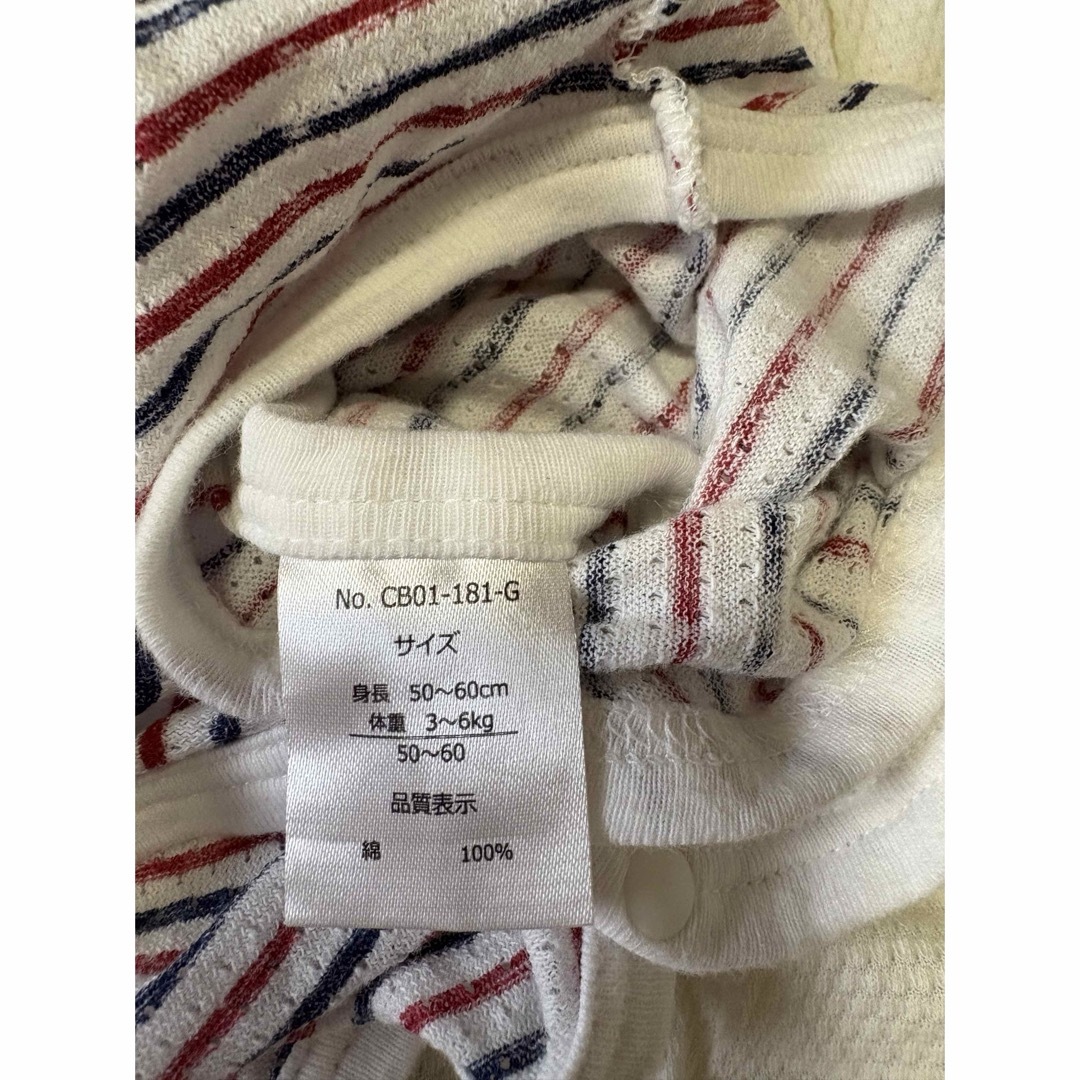 No. CB01-181-G
サイズ
身長 50～60cm
体重 3～6kg
50～60
品質表示
綿 100%